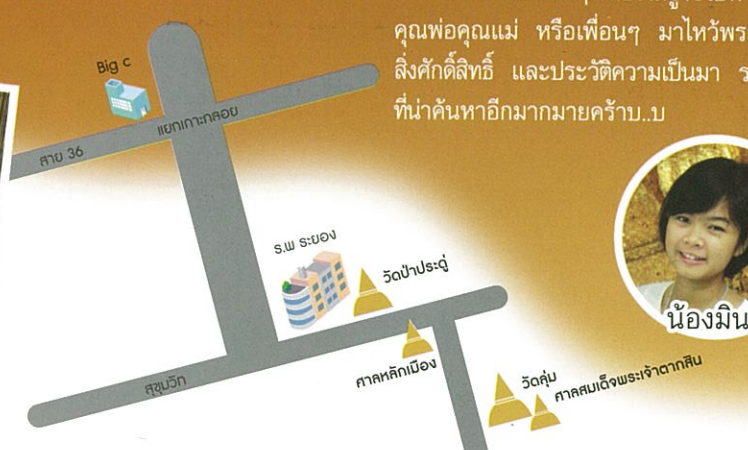 คุณพ่อคุณแม่ หรือเพื่อนๆ มาไหว้พร
สิ่งศักดิ์สิทธิ์ และประวัติความเป็นมา
ที่น่าค้นหาอีกมากมายคร้าบ..บ
Big c
แยกเกาะกลอย
สาย 36
ร.พ ระยอง
วัดป่าประดู่
น้องมิน
ศาลหลักเมือง
วัดลุ่ม
ศาลสมเด็จพระเจ้าตากสิน
สุขุมวิท